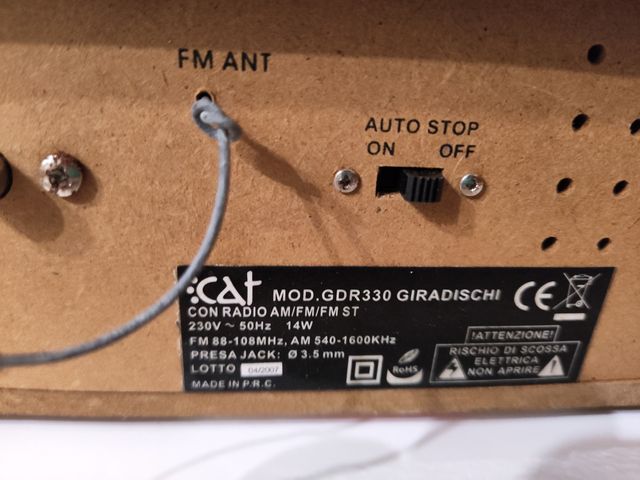 FM ANT
AUTO STOP
ON OFF
cat MOD.GDR330 GIRADISCHI
CON RADIO AM/FM/FM ST
230V ~ 50Hz 14W
FM 88-108MHz, AM 540-1600KHz
PRESA JACK: Ø 3.5 mm
LOTTO 04/2007
MADE IN P.R.C.
CE
RoHS
!ATTENZIONE!
RISCHIO DI SCOSSA
ELETTRICA
NON APRIRE